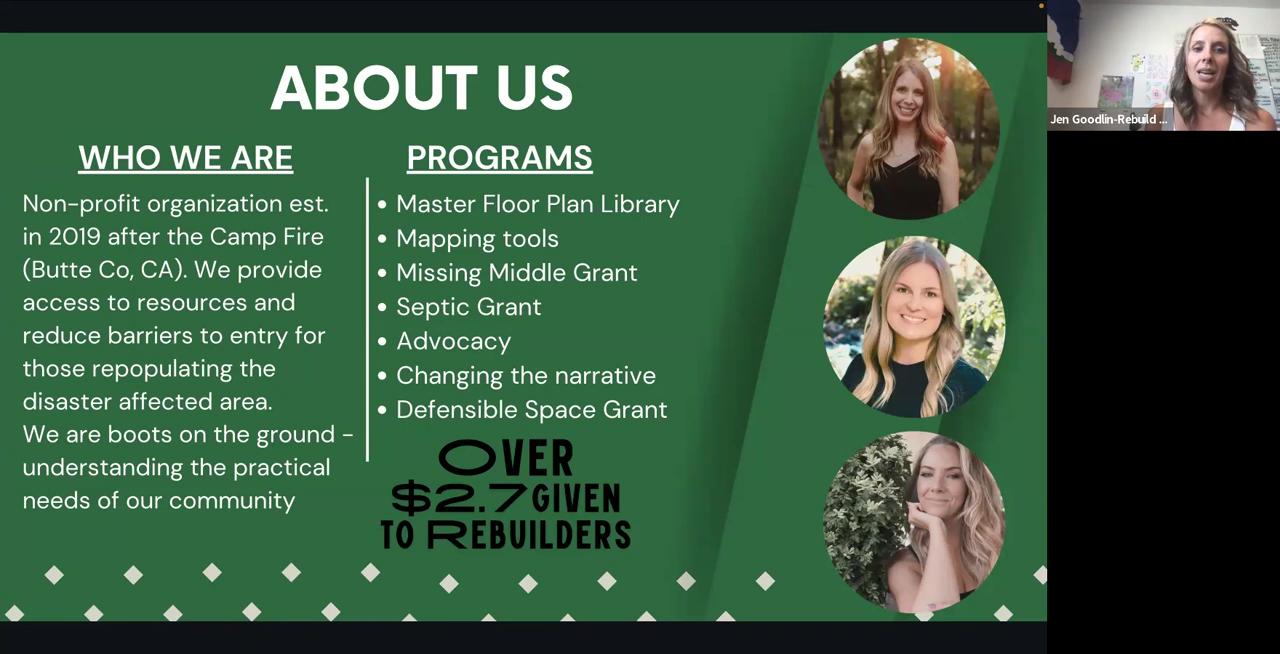 ABOUT US
WHO WE ARE
Non-profit organization est.
in 2019 after the Camp Fire
(Butte Co, CA). We provide
access to resources and
reduce barriers to entry for
those repopulating the
disaster affected area.
We are boots on the ground -
understanding the practical
needs of our community
PROGRAMS
Master Floor Plan Library
Mapping tools
Missing Middle Grant
Septic Grant
Advocacy
Changing the narrative
Defensible Space Grant
OVER
$2.7 GIVEN
TO REBUILDERS
Jen Goodlin-Rebuild ...